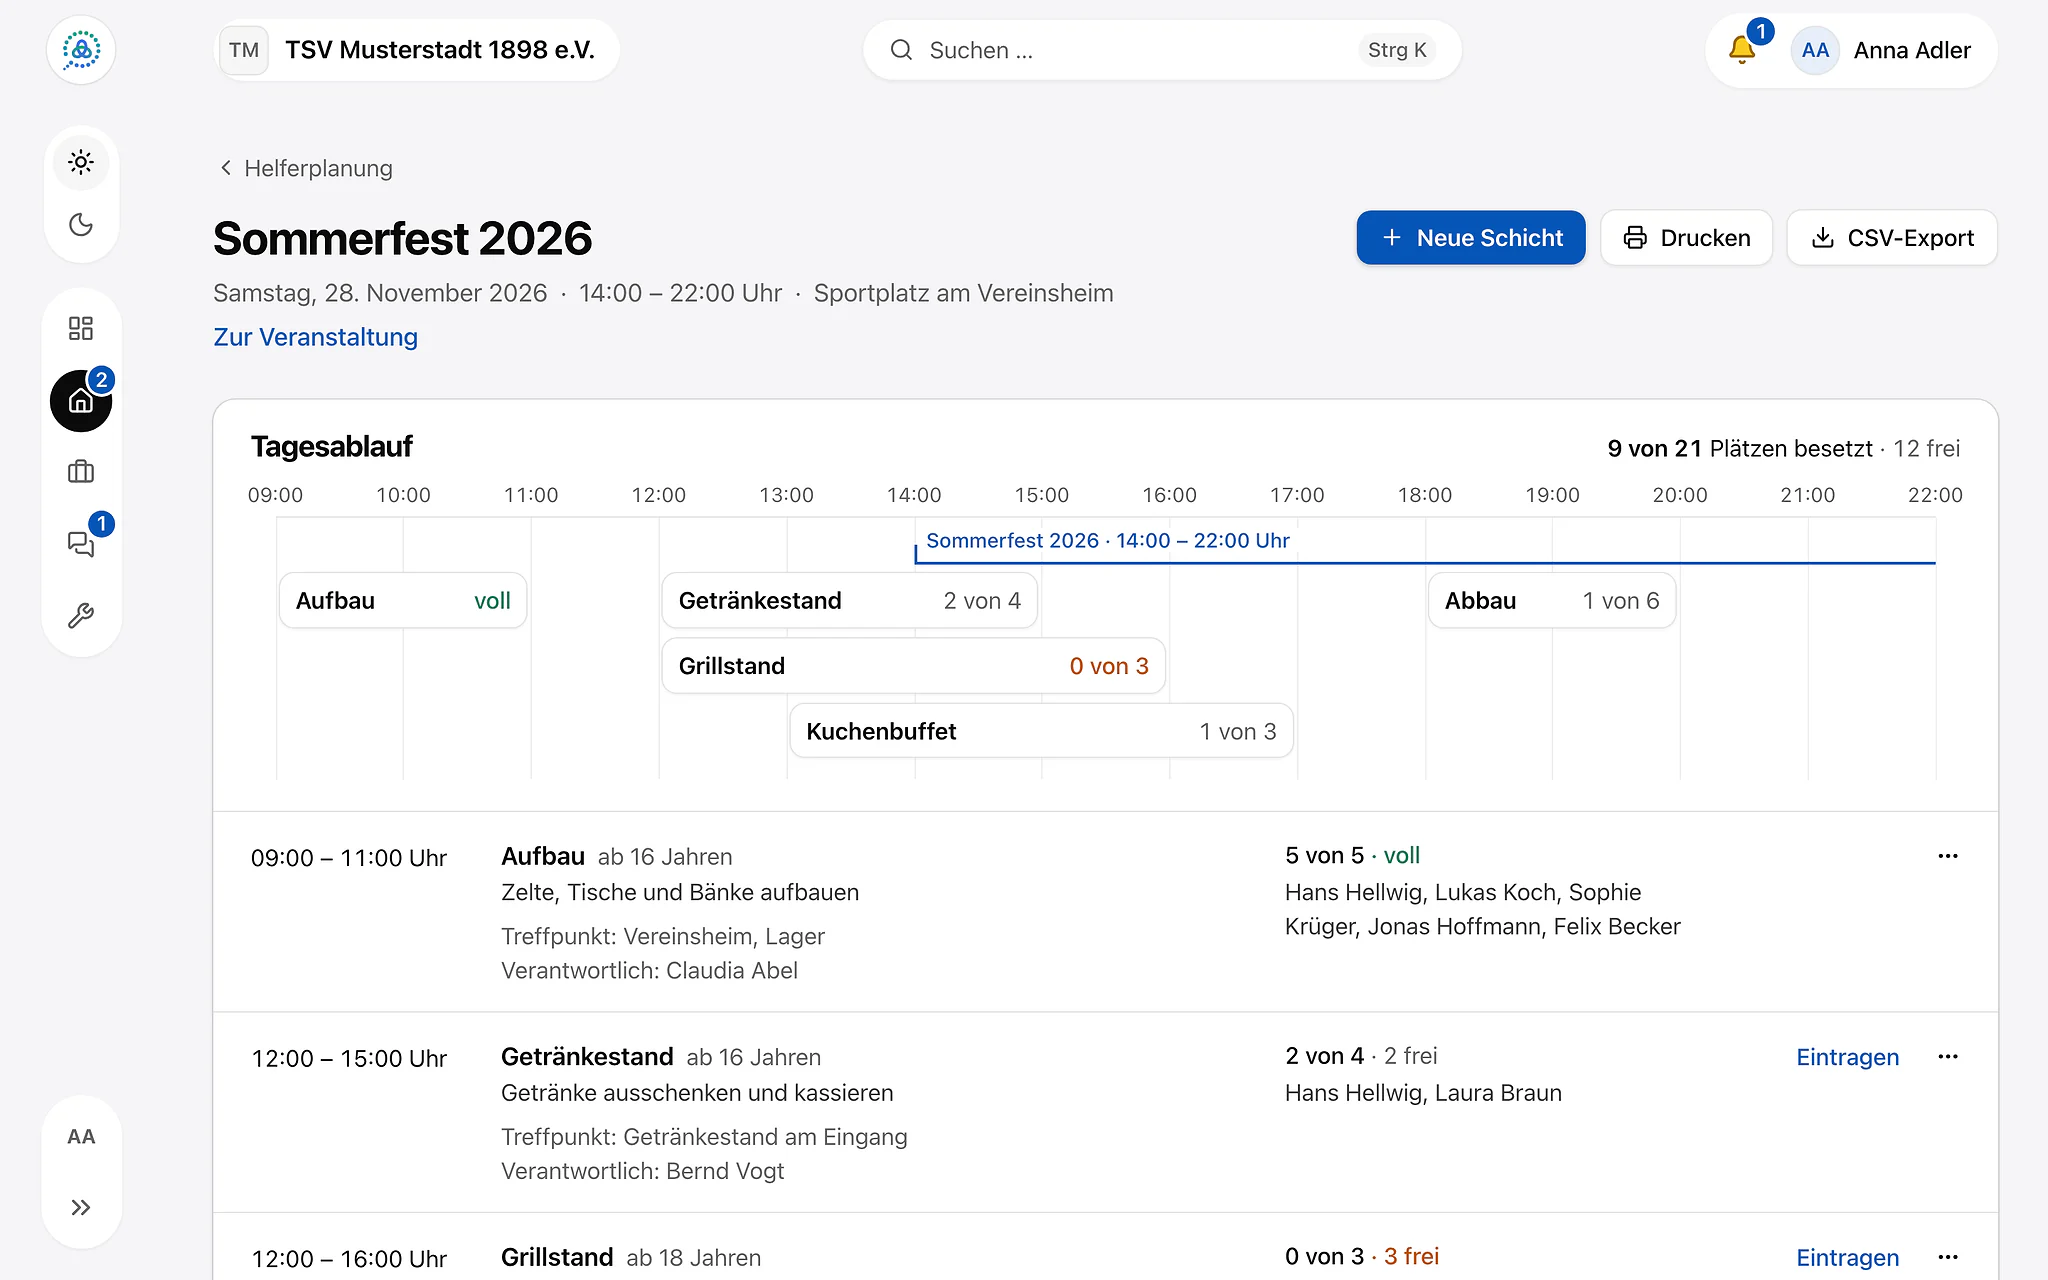 TM TSV Musterstadt 1898 e.V.
Suchen ... Strg K
1
AA Anna Adler
Helferplanung
Sommerfest 2026
Neue Schicht Drucken CSV-Export
Samstag, 28. November 2026 · 14:00 – 22:00 Uhr · Sportplatz am Vereinsheim
Zur Veranstaltung
2
1
AA
Tagesablauf
9 von 21 Plätzen besetzt · 12 frei
09:00 10:00 11:00 12:00 13:00 14:00 15:00 16:00 17:00 18:00 19:00 20:00 21:00 22:00
Sommerfest 2026 · 14:00 – 22:00 Uhr
Aufbau voll Getränkestand 2 von 4 Abbau 1 von 6
Grillstand 0 von 3
Kuchenbuffet 1 von 3
09:00 – 11:00 Uhr Aufbau ab 16 Jahren 5 von 5 · voll
Zelte, Tische und Bänke aufbauen Hans Hellwig, Lukas Koch, Sophie
Krüger, Jonas Hoffmann, Felix Becker
Treffpunkt: Vereinsheim, Lager
Verantwortlich: Claudia Abel
12:00 – 15:00 Uhr Getränkestand ab 16 Jahren 2 von 4 · 2 frei Eintragen
Getränke ausschenken und kassieren Hans Hellwig, Laura Braun
Treffpunkt: Getränkestand am Eingang
Verantwortlich: Bernd Vogt
12:00 – 16:00 Uhr Grillstand ab 18 Jahren 0 von 3 · 3 frei Eintragen